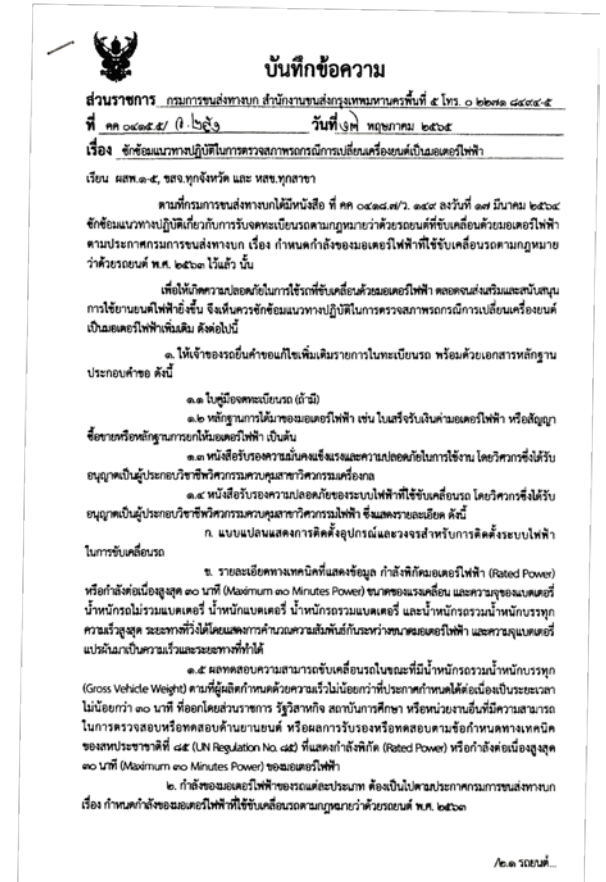 บันทึกข้อความ
ส่วนราชการ กรมการขนส่งทางบก สำนักงานขนส่งกรุงเทพมหานครพื้นที่ ๕ โทร. ๐ ๒๒๗๑ ๘๔๙๔-๕
ที่ คค ๐๔๑๕.๕/ ว.๒๕๖ วันที่ ๑๗ พฤษภาคม ๒๕๖๕
เรื่อง ซักซ้อมแนวทางปฏิบัติในการตรวจสภาพรถกรณีการเปลี่ยนเครื่องยนต์เป็นมอเตอร์ไฟฟ้า
เรียน ผสพ.๑-๕, ขสจ.ทุกจังหวัด และ หสข.ทุกสาขา
ตามที่กรมการขนส่งทางบกได้มีหนังสือ ที่ คค ๐๔๑๘.๗/ว. ๑๔๙ ลงวันที่ ๑๗ มีนาคม ๒๕๖๔
ซักซ้อมแนวทางปฏิบัติเกี่ยวกับการรับจดทะเบียนรถตามกฎหมายว่าด้วยรถยนต์ที่ขับเคลื่อนด้วยมอเตอร์ไฟฟ้า
ตามประกาศกรมการขนส่งทางบก เรื่อง กำหนดกำลังของมอเตอร์ไฟฟ้าที่ใช้ขับเคลื่อนรถตามกฎหมาย
ว่าด้วยรถยนต์ พ.ศ. ๒๕๖๓ ไว้แล้ว นั้น
เพื่อให้เกิดความปลอดภัยในการใช้รถที่ขับเคลื่อนด้วยมอเตอร์ไฟฟ้า ตลอดจนส่งเสริมและสนับสนุน
การใช้ยานยนต์ไฟฟ้ายิ่งขึ้น จึงเห็นควรซักซ้อมแนวทางปฏิบัติในการตรวจสภาพรถกรณีการเปลี่ยนเครื่องยนต์
เป็นมอเตอร์ไฟฟ้าเพิ่มเติม ดังต่อไปนี้
๑. ให้เจ้าของรถยื่นคำขอแก้ไขเพิ่มเติมรายการในทะเบียนรถ พร้อมด้วยเอกสารหลักฐาน
ประกอบคำขอ ดังนี้
๑.๑ ใบคู่มือจดทะเบียนรถ (ถ้ามี)
๑.๒ หลักฐานการได้มาของมอเตอร์ไฟฟ้า เช่น ใบเสร็จรับเงินค่ามอเตอร์ไฟฟ้า หรือสัญญา
ซื้อขายหรือหลักฐานการยกให้มอเตอร์ไฟฟ้า เป็นต้น
๑.๓ หนังสือรับรองความมั่นคงแข็งแรงและความปลอดภัยในการใช้งาน โดยวิศวกรซึ่งได้รับ
อนุญาตเป็นผู้ประกอบวิชาชีพวิศวกรรมควบคุมสาขาวิศวกรรมเครื่องกล
๑.๔ หนังสือรับรองความปลอดภัยของระบบไฟฟ้าที่ใช้ขับเคลื่อนรถ โดยวิศวกรซึ่งได้รับ
อนุญาตเป็นผู้ประกอบวิชาชีพวิศวกรรมควบคุมสาขาวิศวกรรมไฟฟ้า ซึ่งแสดงรายละเอียด ดังนี้
ก. แบบแปลนแสดงการติดตั้งอุปกรณ์และวงจรสำหรับการติดตั้งระบบไฟฟ้า
ในการขับเคลื่อนรถ
ข. รายละเอียดทางเทคนิคที่แสดงข้อมูล กำลังพิกัดมอเตอร์ไฟฟ้า (Rated Power)
หรือกำลังต่อเนื่องสูงสุด ๓๐ นาที (Maximum ๓๐ Minutes Power) ขนาดของแรงเคลื่อน และความจุของแบตเตอรี่
น้ำหนักรถไม่รวมแบตเตอรี่ น้ำหนักแบตเตอรี่ น้ำหนักรถรวมแบตเตอรี่ และน้ำหนักรถรวมน้ำหนักบรรทุก
ความเร็วสูงสุด ระยะทางที่วิ่งได้โดยแสดงการคำนวณความสัมพันธ์กันระหว่างขนาดมอเตอร์ไฟฟ้า และความจุแบตเตอรี่
แปรผันมาเป็นความเร็วและระยะทางที่ทำได้
๑.๕ ผลทดสอบความสามารถขับเคลื่อนรถในขณะที่มีน้ำหนักรถรวมน้ำหนักบรรทุก
(Gross Vehicle Weight) ตามที่ผู้ผลิตกำหนดด้วยความเร็วไม่น้อยกว่าที่ประกาศกำหนดได้ต่อเนื่องเป็นระยะเวลา
ไม่น้อยกว่า ๓๐ นาที ที่ออกโดยส่วนราชการ รัฐวิสาหกิจ สถาบันการศึกษา หรือหน่วยงานอื่นที่มีความสามารถ
ในการตรวจสอบหรือทดสอบด้านยานยนต์ หรือผลการรับรองหรือทดสอบตามข้อกำหนดทางเทคนิค
ของสหประชาชาติที่ ๘๕ (UN Regulation No. ๘๕) ที่แสดงกำลังพิกัด (Rated Power) หรือกำลังต่อเนื่องสูงสุด
๓๐ นาที (Maximum ๓๐ Minutes Power) ของมอเตอร์ไฟฟ้า
๒. กำลังของมอเตอร์ไฟฟ้าของรถแต่ละประเภท ต้องเป็นไปตามประกาศกรมการขนส่งทางบก
เรื่อง กำหนดกำลังของมอเตอร์ไฟฟ้าที่ใช้ขับเคลื่อนรถตามกฎหมายว่าด้วยรถยนต์ พ.ศ. ๒๕๖๓
/๒.๑ รถยนต์...